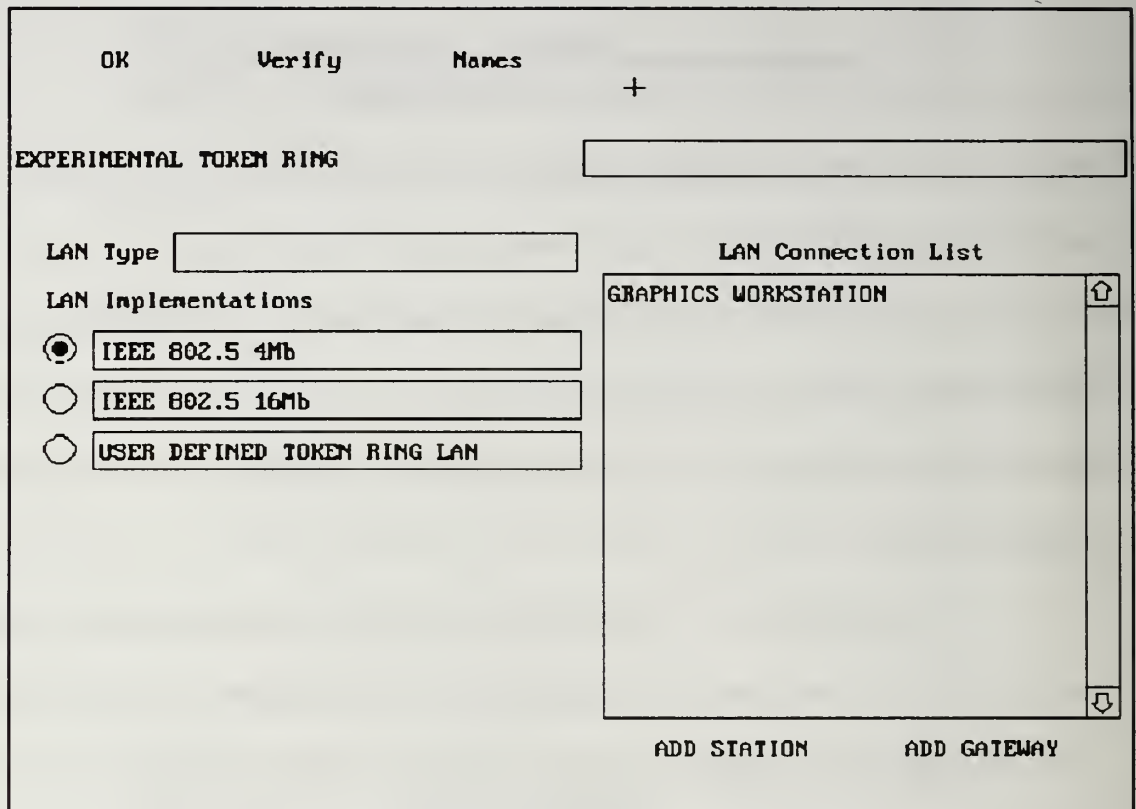 OK Verify Names
EXPERIMENTAL TOKEN RING
LAN Type
LAN Implementations
IEEE 802.5 4Mb
IEEE 802.5 16Mb
USER DEFINED TOKEN RING LAN
LAN Connection List
GRAPHICS WORKSTATION
ADD STATION ADD GATEWAY